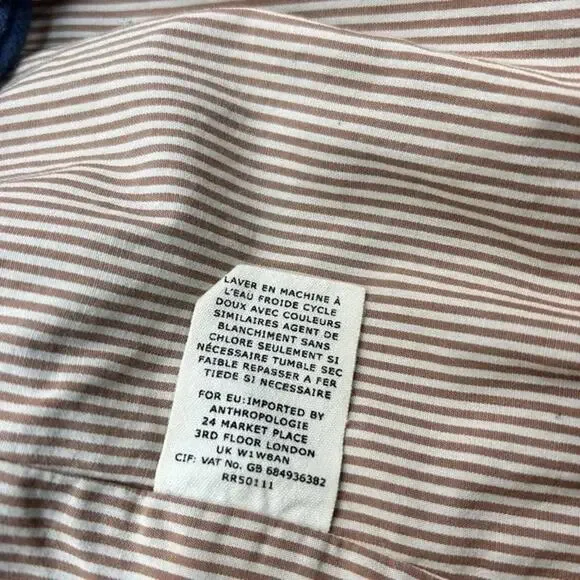 LAVER EN MACHINE À
L'EAU FROIDE CYCLE
DOUX AVEC COULEURS
SIMILAIRES AGENT DE
BLANCHIMENT SANS
CHLORE SEULEMENT SI
NÉCESSAIRE TUMBLE SEC
FAIBLE REPASSER A FER
TIEDE SI NECESSAIRE
FOR EU:IMPORTED BY
ANTHROPOLOGIE
24 MARKET PLACE
3RD FLOOR LONDON
UK W1W8AN
CIF: VAT No. GB 684936382
RR50111